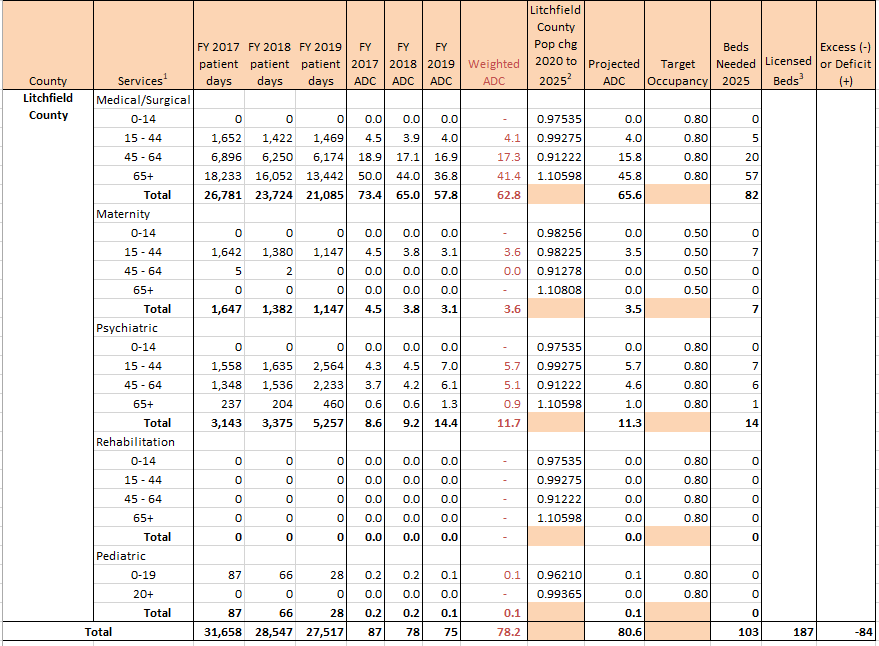 County Services1 FY 2017 patient days FY 2018 patient days FY 2019 patient days FY 2017 ADC FY 2018 ADC FY 2019 ADC Weighted ADC Litchfield County Pop chg 2020 to 20252 Projected ADC Target Occupancy Beds Needed 2025 Licensed Beds3 Excess (-) or Deficit (+)
Litchfield County Medical/Surgical
0-14 0 0 0 0.0 0.0 0.0 - 0.97535 0.0 0.80 0
15 - 44 1,652 1,422 1,469 4.5 3.9 4.0 4.1 0.99275 4.0 0.80 5
45 - 64 6,896 6,250 6,174 18.9 17.1 16.9 17.3 0.91222 15.8 0.80 20
65+ 18,233 16,052 13,442 50.0 44.0 36.8 41.4 1.10598 45.8 0.80 57
Total 26,781 23,724 21,085 73.4 65.0 57.8 62.8 65.6 82
Maternity
0-14 0 0 0 0.0 0.0 0.0 - 0.98256 0.0 0.50 0
15 - 44 1,642 1,380 1,147 4.5 3.8 3.1 3.6 0.98225 3.5 0.50 7
45 - 64 5 2 0 0.0 0.0 0.0 0.0 0.91278 0.0 0.50 0
65+ 0 0 0 0.0 0.0 0.0 - 1.10808 0.0 0.50 0
Total 1,647 1,382 1,147 4.5 3.8 3.1 3.6 3.5 7
Psychiatric
0-14 0 0 0 0.0 0.0 0.0 - 0.97535 0.0 0.80 0
15 - 44 1,558 1,635 2,564 4.3 4.5 7.0 5.7 0.99275 5.7 0.80 7
45 - 64 1,348 1,536 2,233 3.7 4.2 6.1 5.1 0.91222 4.6 0.80 6
65+ 237 204 460 0.6 0.6 1.3 0.9 1.10598 1.0 0.80 1
Total 3,143 3,375 5,257 8.6 9.2 14.4 11.7 11.3 14
Rehabilitation
0-14 0 0 0 0.0 0.0 0.0 - 0.97535 0.0 0.80 0
15 - 44 0 0 0 0.0 0.0 0.0 - 0.99275 0.0 0.80 0
45 - 64 0 0 0 0.0 0.0 0.0 - 0.91222 0.0 0.80 0
65+ 0 0 0 0.0 0.0 0.0 - 1.10598 0.0 0.80 0
Total 0 0 0 0.0 0.0 0.0 - 0.0 0
Pediatric
0-19 87 66 28 0.2 0.2 0.1 0.1 0.96210 0.1 0.80 0
20+ 0 0 0 0.0 0.0 0.0 - 0.99365 0.0 0.80 0
Total 87 66 28 0.2 0.2 0.1 0.1 0.1 0
Total 31,658 28,547 27,517 87 78 75 78.2 80.6 103 187 -84